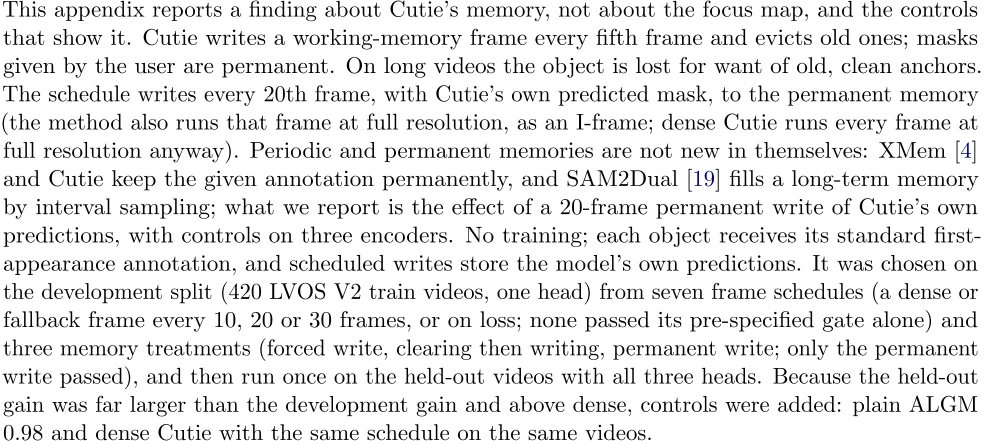 This appendix reports a finding about Cutie's memory, not about the focus map, and the controls
that show it. Cutie writes a working-memory frame every fifth frame and evicts old ones; masks
given by the user are permanent. On long videos the object is lost for want of old, clean anchors.
The schedule writes every 20th frame, with Cutie's own predicted mask, to the permanent memory
(the method also runs that frame at full resolution, as an I-frame; dense Cutie runs every frame at
full resolution anyway). Periodic and permanent memories are not new in themselves: XMem [4]
and Cutie keep the given annotation permanently, and SAM2Dual [19] fills a long-term memory
by interval sampling; what we report is the effect of a 20-frame permanent write of Cutie's own
predictions, with controls on three encoders. No training; each object receives its standard first-
appearance annotation, and scheduled writes store the model's own predictions. It was chosen on
the development split (420 LVOS V2 train videos, one head) from seven frame schedules (a dense or
fallback frame every 10, 20 or 30 frames, or on loss; none passed its pre-specified gate alone) and
three memory treatments (forced write, clearing then writing, permanent write; only the permanent
write passed), and then run once on the held-out videos with all three heads. Because the held-out
gain was far larger than the development gain and above dense, controls were added: plain ALGM
0.98 and dense Cutie with the same schedule on the same videos.